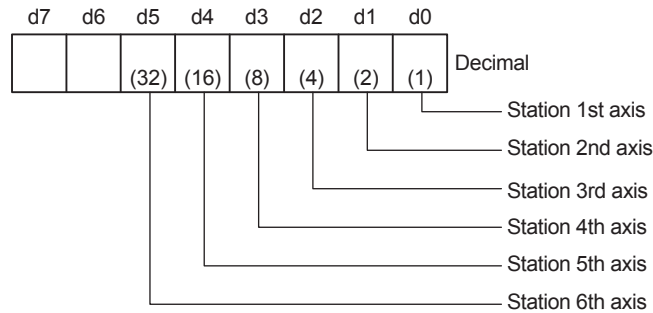 d7 d6 d5 d4 d3 d2 d1 d0
(32) (16) (8) (4) (2) (1) Decimal
Station 1st axis
Station 2nd axis
Station 3rd axis
Station 4th axis
Station 5th axis
Station 6th axis